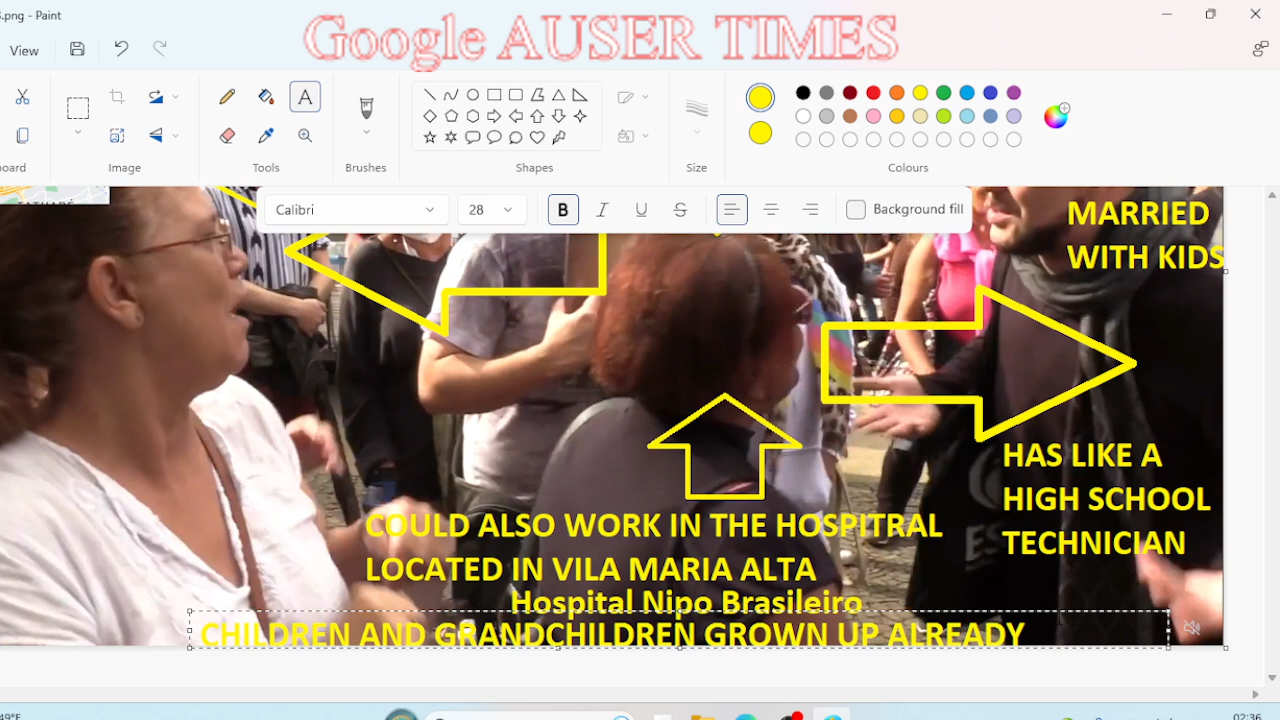 .png - Paint
Google AUSER TIMES
View
Image
Tools
Brushes
Shapes
Size
Colours
Calibri
28
B
Background fill
MARRIED
WITH KIDS
HAS LIKE A
HIGH SCHOOL
TECHNICIAN
COULD ALSO WORK IN THE HOSPITRAL
LOCATED IN VILA MARIA ALTA
Hospital Nipo Brasileiro
CHILDREN AND GRANDCHILDREN GROWN UP ALREADY
02:36